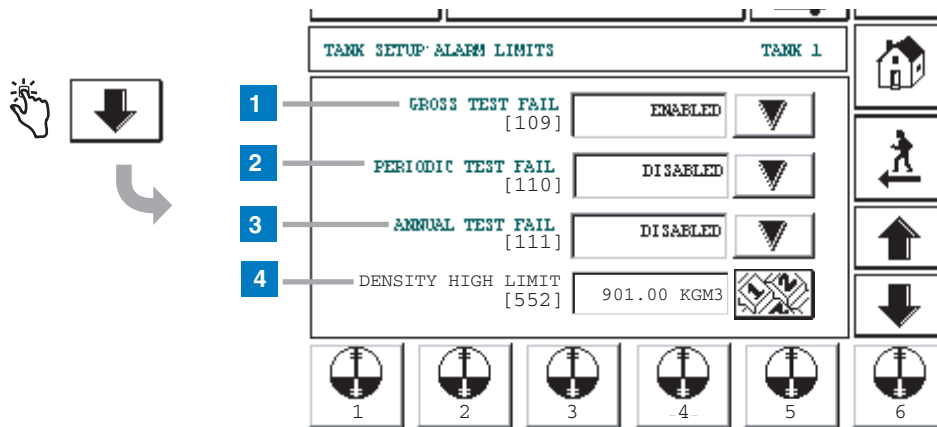 TANK SETUP: ALARM LIMITS TANK 1
1 GROSS TEST FAIL ENABLED
[109]
2 PERIODIC TEST FAIL DISABLED
[110]
3 ANNUAL TEST FAIL DISABLED
[111]
4 DENSITY HIGH LIMIT 901.00 KGM3
[552]
1 2 3 -4- 5 6